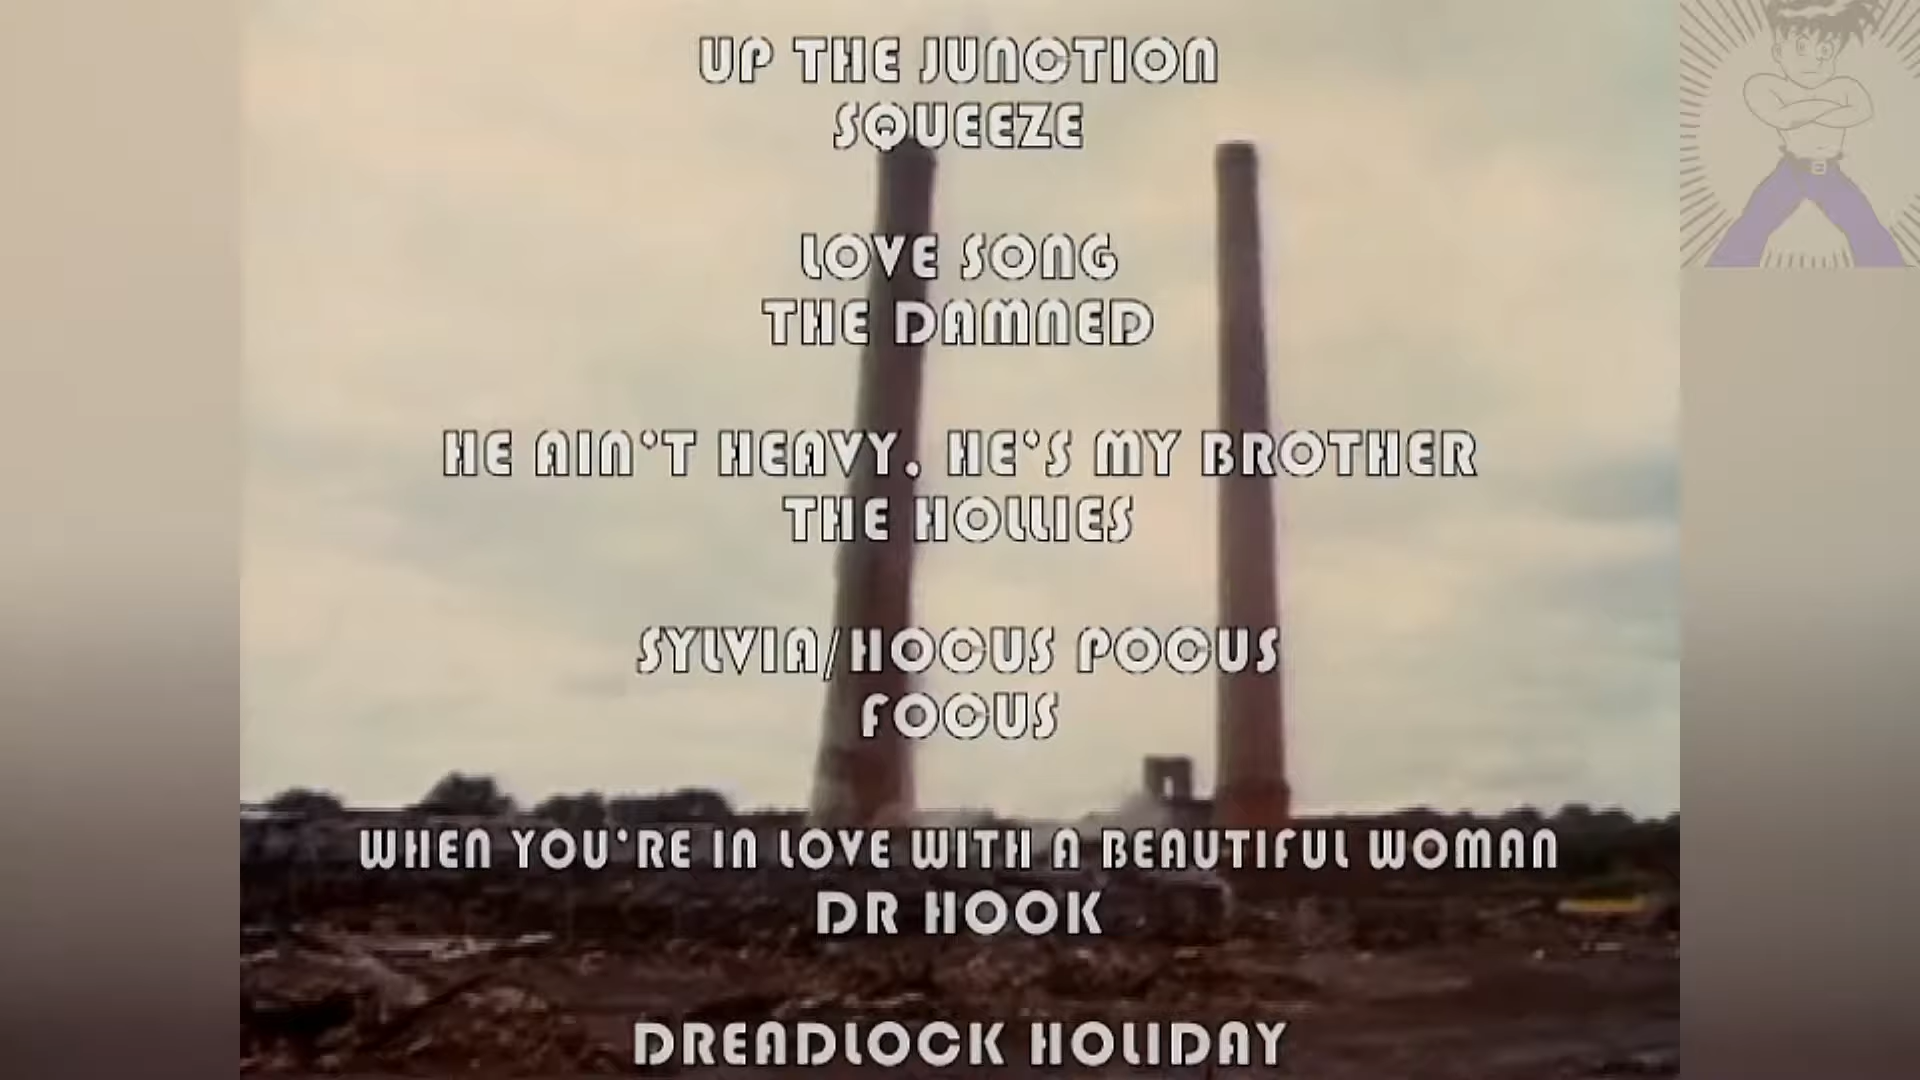 UP THE JUNCTION
SQUEEZE
LOVE SONG
THE DAMNED
HE AIN'T HEAVY, HE'S MY BROTHER
THE HOLLIES
SYLVIA/HOCUS POCUS
FOCUS
WHEN YOU'RE IN LOVE WITH A BEAUTIFUL WOMAN
DR HOOK
DREADLOCK HOLIDAY